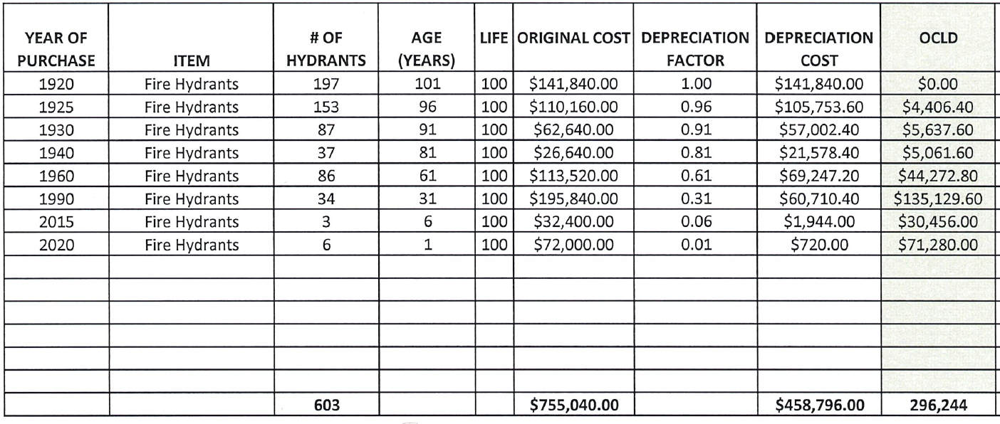 YEAR OF PURCHASE ITEM # OF HYDRANTS AGE (YEARS) LIFE ORIGINAL COST DEPRECIATION FACTOR DEPRECIATION COST OCLD
1920 Fire Hydrants 197 101 100 $141,840.00 1.00 $141,840.00 $0.00
1925 Fire Hydrants 153 96 100 $110,160.00 0.96 $105,753.60 $4,406.40
1930 Fire Hydrants 87 91 100 $62,640.00 0.91 $57,002.40 $5,637.60
1940 Fire Hydrants 37 81 100 $26,640.00 0.81 $21,578.40 $5,061.60
1960 Fire Hydrants 86 61 100 $113,520.00 0.61 $69,247.20 $44,272.80
1990 Fire Hydrants 34 31 100 $195,840.00 0.31 $60,710.40 $135,129.60
2015 Fire Hydrants 3 6 100 $32,400.00 0.06 $1,944.00 $30,456.00
2020 Fire Hydrants 6 1 100 $72,000.00 0.01 $720.00 $71,280.00
603 $755,040.00 $458,796.00 296,244